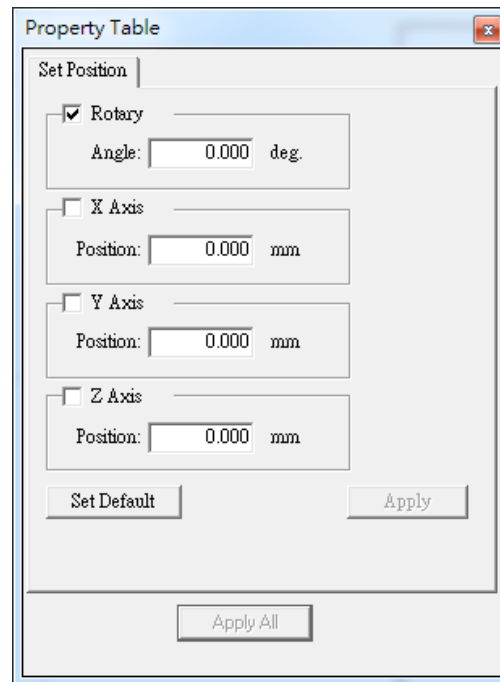 Property Table
x
Set Position
Rotary
Angle: 0.000 deg.
X Axis
Position: 0.000 mm
Y Axis
Position: 0.000 mm
Z Axis
Position: 0.000 mm
Set Default Apply
Apply All